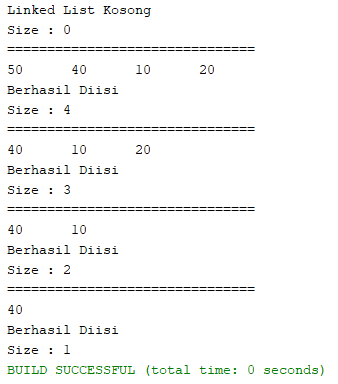 Linked List Kosong
Size : 0
===============================
50 40 10 20
Berhasil Diisi
Size : 4
===============================
40 10 20
Berhasil Diisi
Size : 3
===============================
40 10
Berhasil Diisi
Size : 2
===============================
40
Berhasil Diisi
Size : 1
BUILD SUCCESSFUL (total time: 0 seconds)